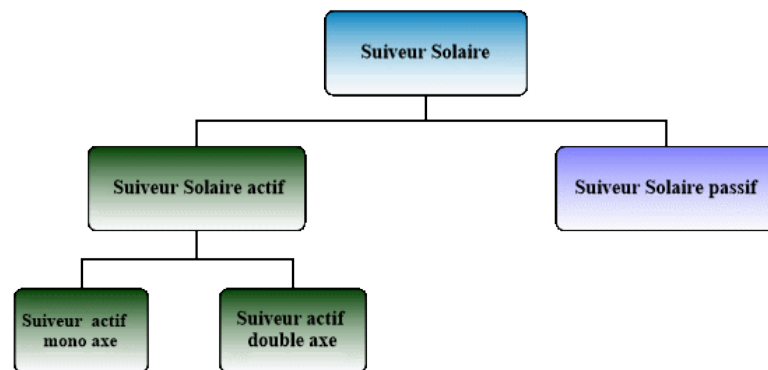 Suiveur Solaire
Suiveur Solaire actif
Suiveur Solaire passif
Suiveur actif
mono axe
Suiveur actif
double axe